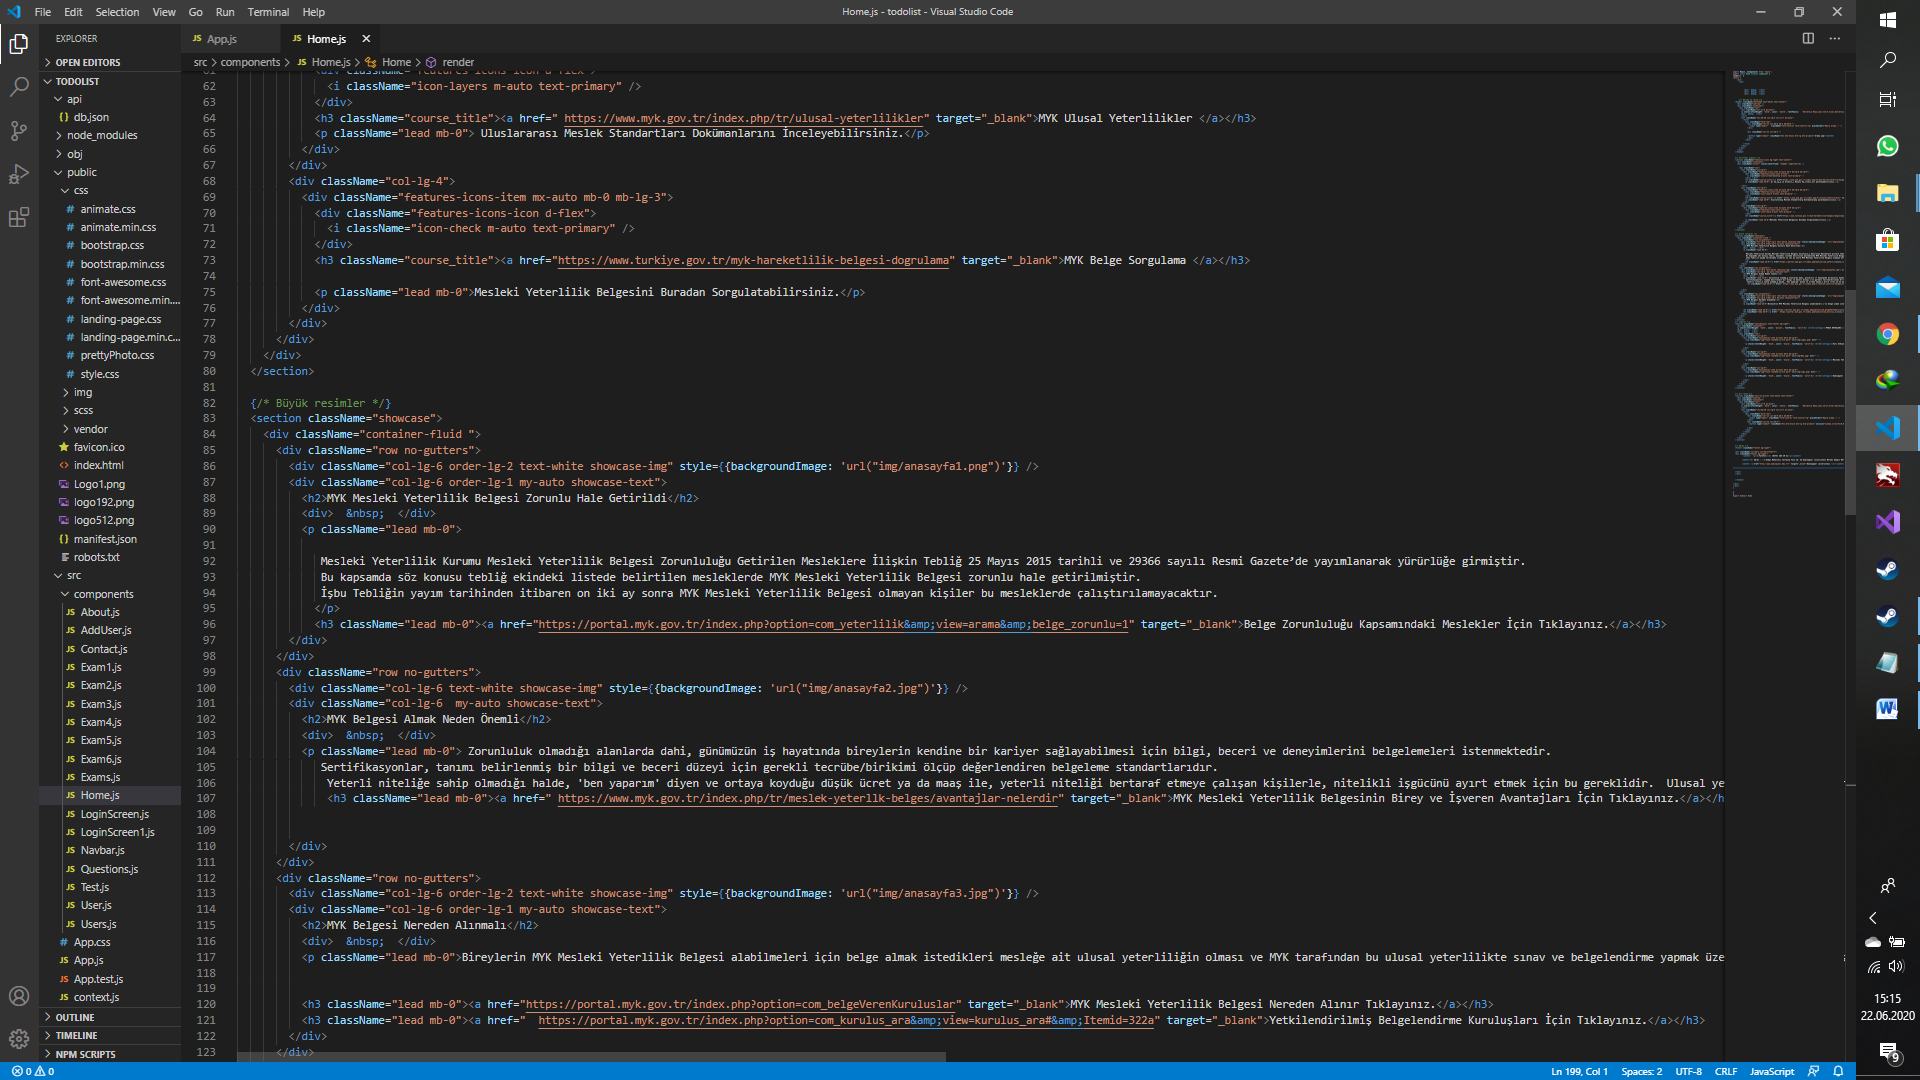 File Edit Selection View Go Run Terminal Help
Home.js - todolist - Visual Studio Code
EXPLORER
OPEN EDITORS
TODOLIST
api
db.json
node_modules
obj
public
css
animate.css
animate.min.css
bootstrap.css
bootstrap.min.css
font-awesome.css
font-awesome.min....
landing-page.css
landing-page.min.c...
prettyPhoto.css
style.css
img
scss
vendor
favicon.ico
index.html
Logo1.png
logo192.png
logo512.png
manifest.json
robots.txt
src
components
About.js
AddUser.js
Contact.js
Exam1.js
Exam2.js
Exam3.js
Exam4.js
Exam5.js
Exam6.js
Exams.js
Home.js
LoginScreen.js
LoginScreen1.js
Navbar.js
Questions.js
Test.js
User.js
Users.js
App.css
App.js
App.test.js
context.js
OUTLINE
TIMELINE
NPM SCRIPTS
JS App.js
JS Home.js
src > components > JS Home.js > Home > render
61 <div className="features-icons-icon d-flex">
62 <i className="icon-layers m-auto text-primary" />
63 </div>
64 <h3 className="course_title"><a href=" https://www.myk.gov.tr/index.php/tr/ulusal-yeterlilikler" target="_blank">MYK Ulusal Yeterlilikler </a></h3>
65 <p className="lead mb-0"> Uluslararası Meslek Standartları Dokümanlarını İnceleyebilirsiniz.</p>
66 </div>
67 </div>
68 <div className="col-lg-4">
69 <div className="features-icons-item mx-auto mb-0 mb-lg-3">
70 <div className="features-icons-icon d-flex">
71 <i className="icon-check m-auto text-primary" />
72 </div>
73 <h3 className="course_title"><a href="https://www.turkiye.gov.tr/myk-hareketlilik-belgesi-dogrulama" target="_blank">MYK Belge Sorgulama </a></h3>
74
75 <p className="lead mb-0">Mesleki Yeterlilik Belgesini Buradan Sorgulatabilirsiniz.</p>
76 </div>
77 </div>
78 </div>
79 </div>
80 </section>
81
82 {/* Büyük resimler */}
83 <section className="showcase">
84 <div className="container-fluid ">
85 <div className="row no-gutters">
86 <div className="col-lg-6 order-lg-2 text-white showcase-img" style={{backgroundImage: 'url("img/anasayfa1.png")'}} />
87 <div className="col-lg-6 order-lg-1 my-auto showcase-text">
88 <h2>MYK Mesleki Yeterlilik Belgesi Zorunlu Hale Getirildi</h2>
89 <div> &nbsp; </div>
90 <p className="lead mb-0">
91
92 Mesleki Yeterlilik Kurumu Mesleki Yeterlilik Belgesi Zorunluluğu Getirilen Mesleklere İlişkin Tebliğ 25 Mayıs 2015 tarihli ve 29366 sayılı Resmi Gazete’de yayımlanarak yürürlüğe girmiştir.
93 Bu kapsamda söz konusu tebliğ ekindeki listede belirtilen mesleklerde MYK Mesleki Yeterlilik Belgesi zorunlu hale getirilmiştir.
94 İşbu Tebliğin yayım tarihinden itibaren on iki ay sonra MYK Mesleki Yeterlilik Belgesi olmayan kişiler bu mesleklerde çalıştırılamayacaktır.
95 </p>
96 <h3 className="lead mb-0"><a href="https://portal.myk.gov.tr/index.php?option=com_yeterlilik&amp;view=arama&amp;belge_zorunlu=1" target="_blank">Belge Zorunluluğu Kapsamındaki Meslekler İçin Tıklayınız.</a></h3>
97 </div>
98 </div>
99 <div className="row no-gutters">
100 <div className="col-lg-6 text-white showcase-img" style={{backgroundImage: 'url("img/anasayfa2.jpg")'}} />
101 <div className="col-lg-6  my-auto showcase-text">
102 <h2>MYK Belgesi Almak Neden Önemli</h2>
103 <div> &nbsp; </div>
104 <p className="lead mb-0"> Zorunluluk olmadığı alanlarda dahi, günümüzün iş hayatında bireylerin kendine bir kariyer sağlayabilmesi için bilgi, beceri ve deneyimlerini belgelemeleri istenmektedir.
105 Sertifikasyonlar, tanımı belirlenmiş bir bilgi ve beceri düzeyi için gerekli tecrübe/birikimi ölçüp değerlendiren belgeleme standartlarıdır.
106 Yeterli niteliğe sahip olmadığı halde, 'ben yaparım' diyen ve ortaya koyduğu düşük ücret ya da maaş ile, yeterli niteliği bertaraf etmeye çalışan kişilerle, nitelikli işgücünü ayırt etmek için bu gereklidir.  Ulusal ye
107 <h3 className="lead mb-0"><a href=" https://www.myk.gov.tr/index.php/tr/meslek-yeterllk-belges/avantajlar-nelerdir" target="_blank">MYK Mesleki Yeterlilik Belgesinin Birey ve İşveren Avantajları İçin Tıklayınız.</a></h
108
109
110 </div>
111 </div>
112 <div className="row no-gutters">
113 <div className="col-lg-6 order-lg-2 text-white showcase-img" style={{backgroundImage: 'url("img/anasayfa3.jpg")'}} />
114 <div className="col-lg-6 order-lg-1 my-auto showcase-text">
115 <h2>MYK Belgesi Nereden Alınmalı</h2>
116 <div> &nbsp; </div>
117 <p className="lead mb-0">Bireylerin MYK Mesleki Yeterlilik Belgesi alabilmeleri için belge almak istedikleri mesleğe ait ulusal yeterliliğin olması ve MYK tarafından bu ulusal yeterlilikte sınav ve belgelendirme yapmak üze
118
119
120 <h3 className="lead mb-0"><a href="https://portal.myk.gov.tr/index.php?option=com_belgeVerenKuruluslar" target="_blank">MYK Mesleki Yeterlilik Belgesi Nereden Alınır Tıklayınız.</a></h3>
121 <h3 className="lead mb-0"><a href="  https://portal.myk.gov.tr/index.php?option=com_kurulus_ara&amp;view=kurulus_ara#&amp;Itemid=322a" target="_blank">Yetkilendirilmiş Belgelendirme Kuruluşları İçin Tıklayınız.</a></h3>
122 </div>
123 </div>
0 0
Ln 199, Col 1 Spaces: 2 UTF-8 CRLF JavaScript
15:15
22.06.2020
9